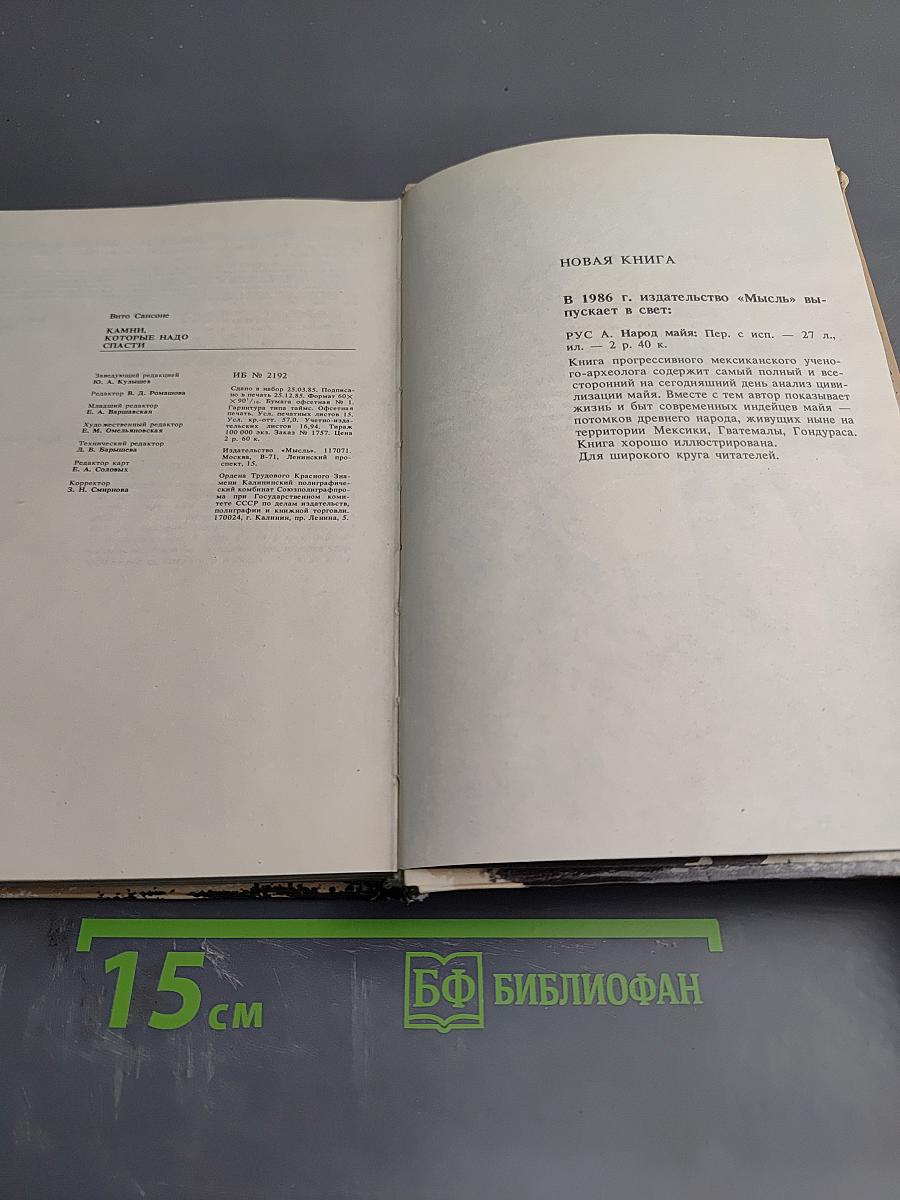 Вито Сансоне
КАМНИ,
КОТОРЫЕ НАДО
СПАСТИ
Заведующий редакцией
Ю. А. Кулышев
Редактор В. Д. Ромашова
Младший редактор
Е. А. Варшавская
Художественный редактор
Е. М. Омельяновская
Технический редактор
Л. В. Барышева
Редактор карт
Е. А. Соловых
Корректор
З. Н. Смирнова
ИБ № 2192
Сдано в набор 25.03.85. Подписа-
но в печать 25.12.85. Формат 60×
×90¹/₁₆. Бумага офсетная № 1.
Гарнитура типа таймс. Офсетная
печать. Усл. печатных листов 15.
Усл. кр.-отт. 57,0. Учетно-изда-
тельских листов 16,94. Тираж
100 000 экз. Заказ № 1757. Цена
2 р. 60 к.
Издательство «Мысль». 117071.
Москва, В-71, Ленинский про-
спект, 15.
Ордена Трудового Красного Зна-
мени Калининский полиграфиче-
ский комбинат Союзполиграфпро-
ма при Государственном коми-
тете СССР по делам издательств,
полиграфии и книжной торговли.
170024, г. Калинин, пр. Ленина, 5.
НОВАЯ КНИГА
В 1986 г. издательство «Мысль» вы-
пускает в свет:
РУС А. Народ майя: Пер. с исп. — 27 л.,
ил. — 2 р. 40 к.
Книга прогрессивного мексиканского учено-
го-археолога содержит самый полный и все-
сторонний на сегодняшний день анализ циви-
лизации майя. Вместе с тем автор показывает
жизнь и быт современных индейцев майя —
потомков древнего народа, живущих ныне на
территории Мексики, Гватемалы, Гондураса.
Книга хорошо иллюстрирована.
Для широкого круга читателей.
15 см
БФ БИБЛИОФАН